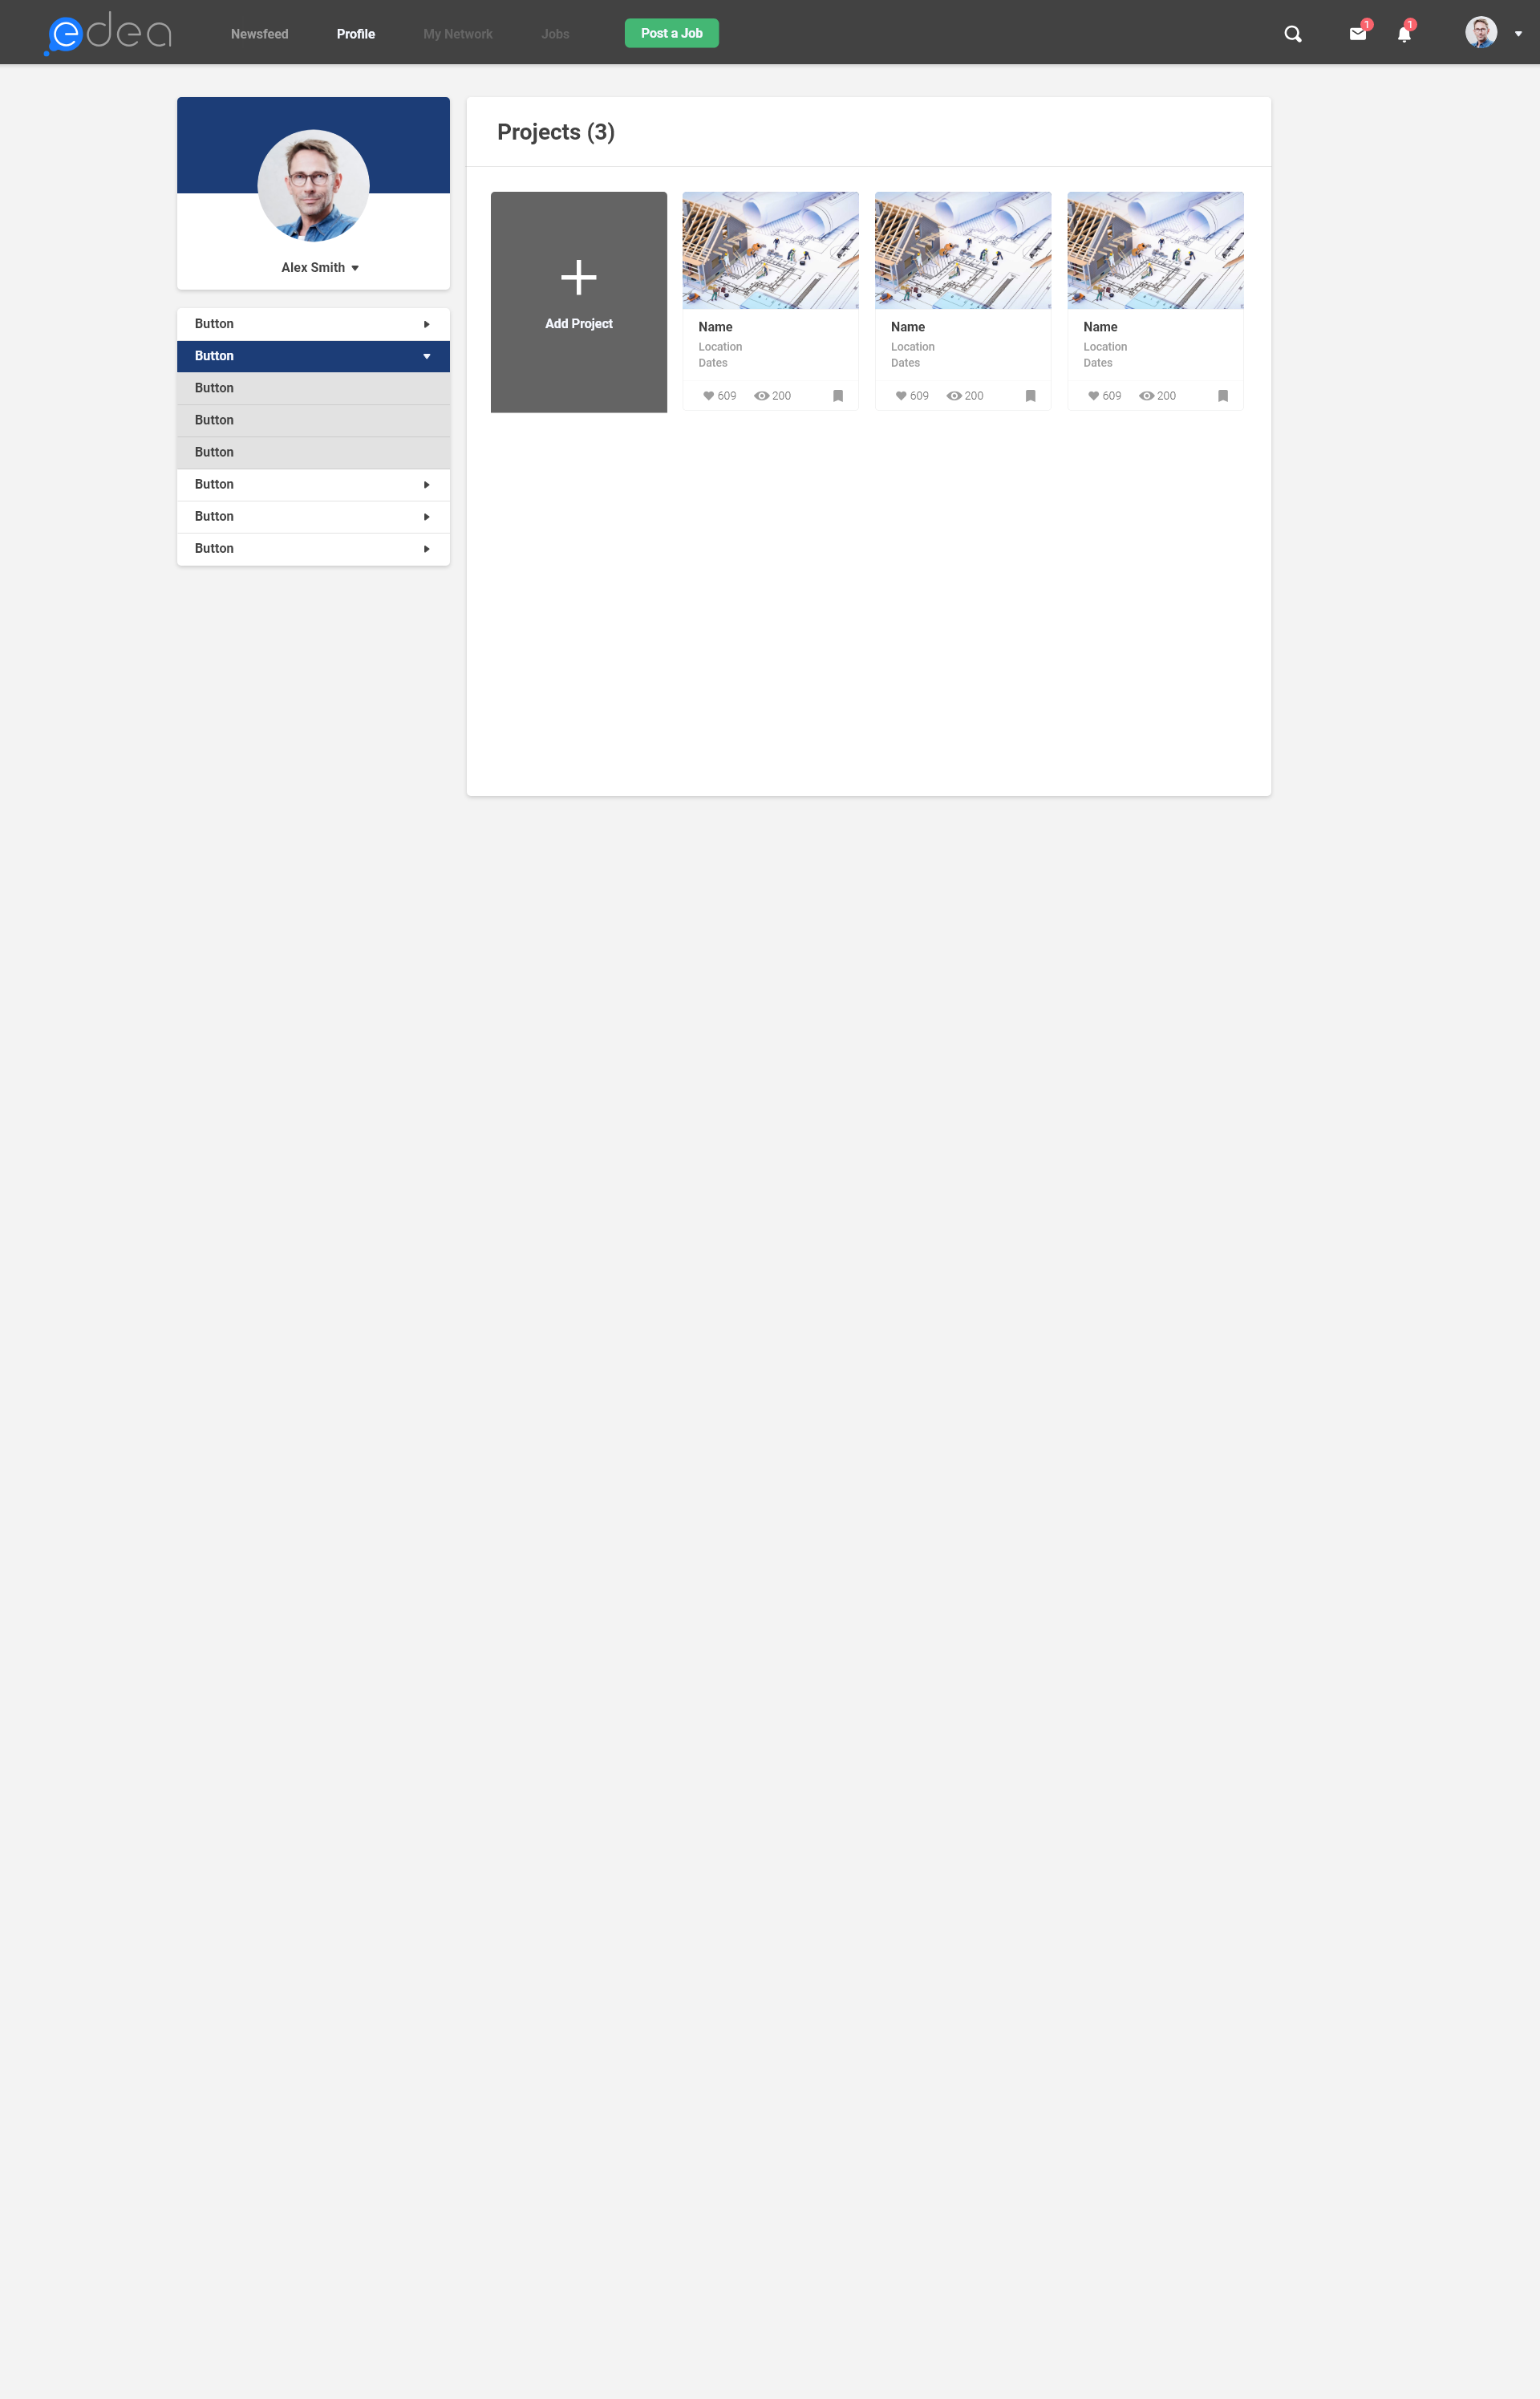 edea
Newsfeed
Profile
My Network
Jobs
Post a Job
1
1
Alex Smith
Button
Button
Button
Button
Button
Button
Button
Button
Projects (3)
Add Project
Name
Location
Dates
609 200
Name
Location
Dates
609 200
Name
Location
Dates
609 200